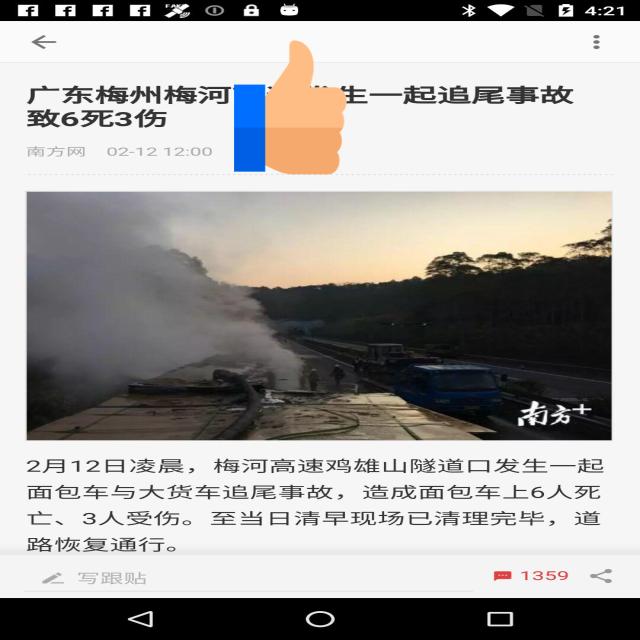 4:21
广东梅州梅河 生一起追尾事故
致6死3伤
南方网 02-12 12:00
南方+
2月12日凌晨，梅河高速鸡雄山隧道口发生一起
面包车与大货车追尾事故，造成面包车上6人死
亡、3人受伤。至当日清早现场已清理完毕，道
路恢复通行。
写跟贴 1359